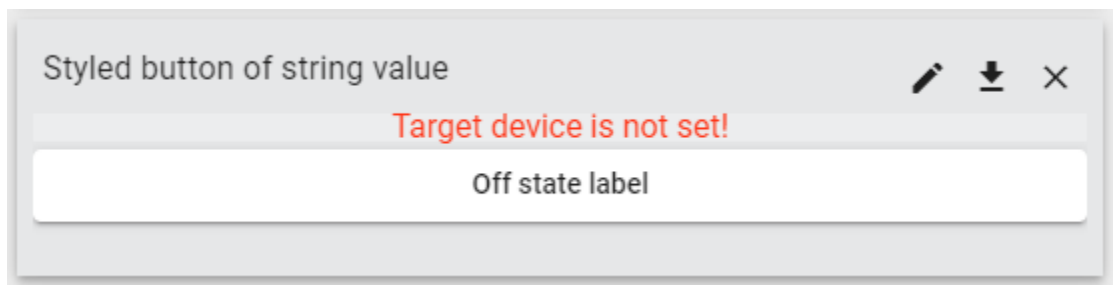 Styled button of string value
Target device is not set!
Off state label